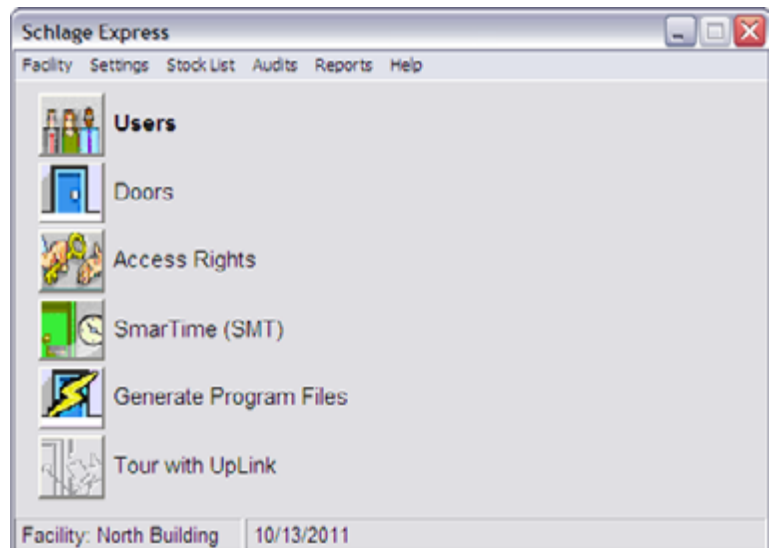 Schlage Express
Facility Settings Stock List Audits Reports Help
Users
Doors
Access Rights
SmarTime (SMT)
Generate Program Files
Tour with UpLink
Facility: North Building 10/13/2011